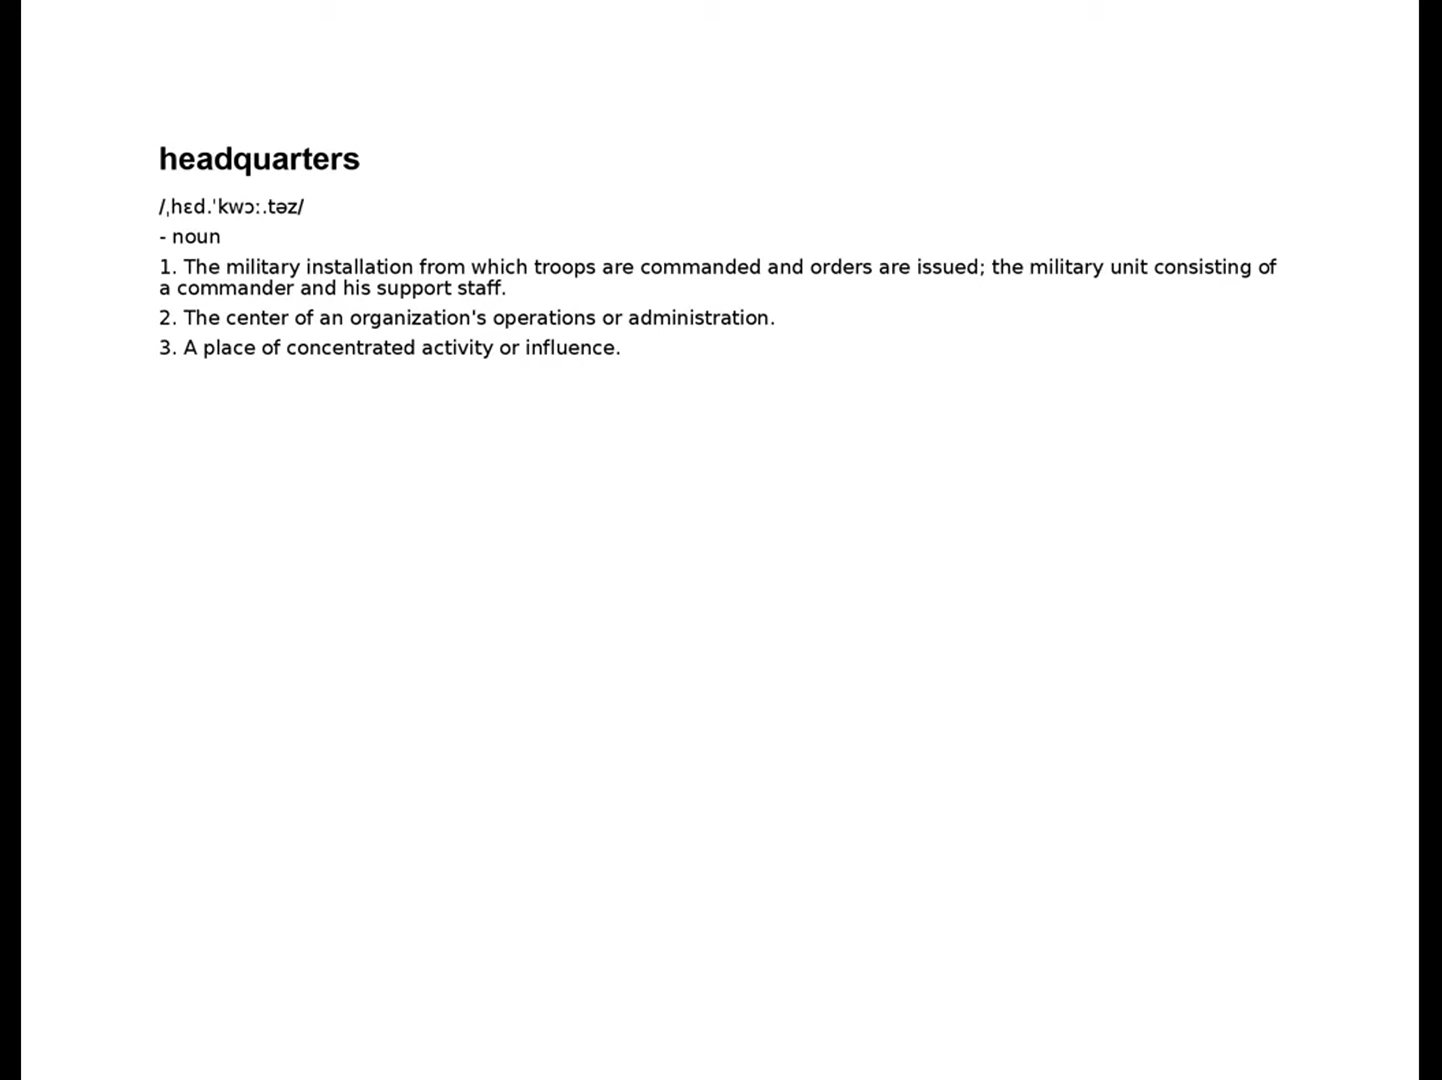 headquarters
/ˌhɛd.ˈkwɔː.təz/
- noun
1. The military installation from which troops are commanded and orders are issued; the military unit consisting of
a commander and his support staff.
2. The center of an organization's operations or administration.
3. A place of concentrated activity or influence.